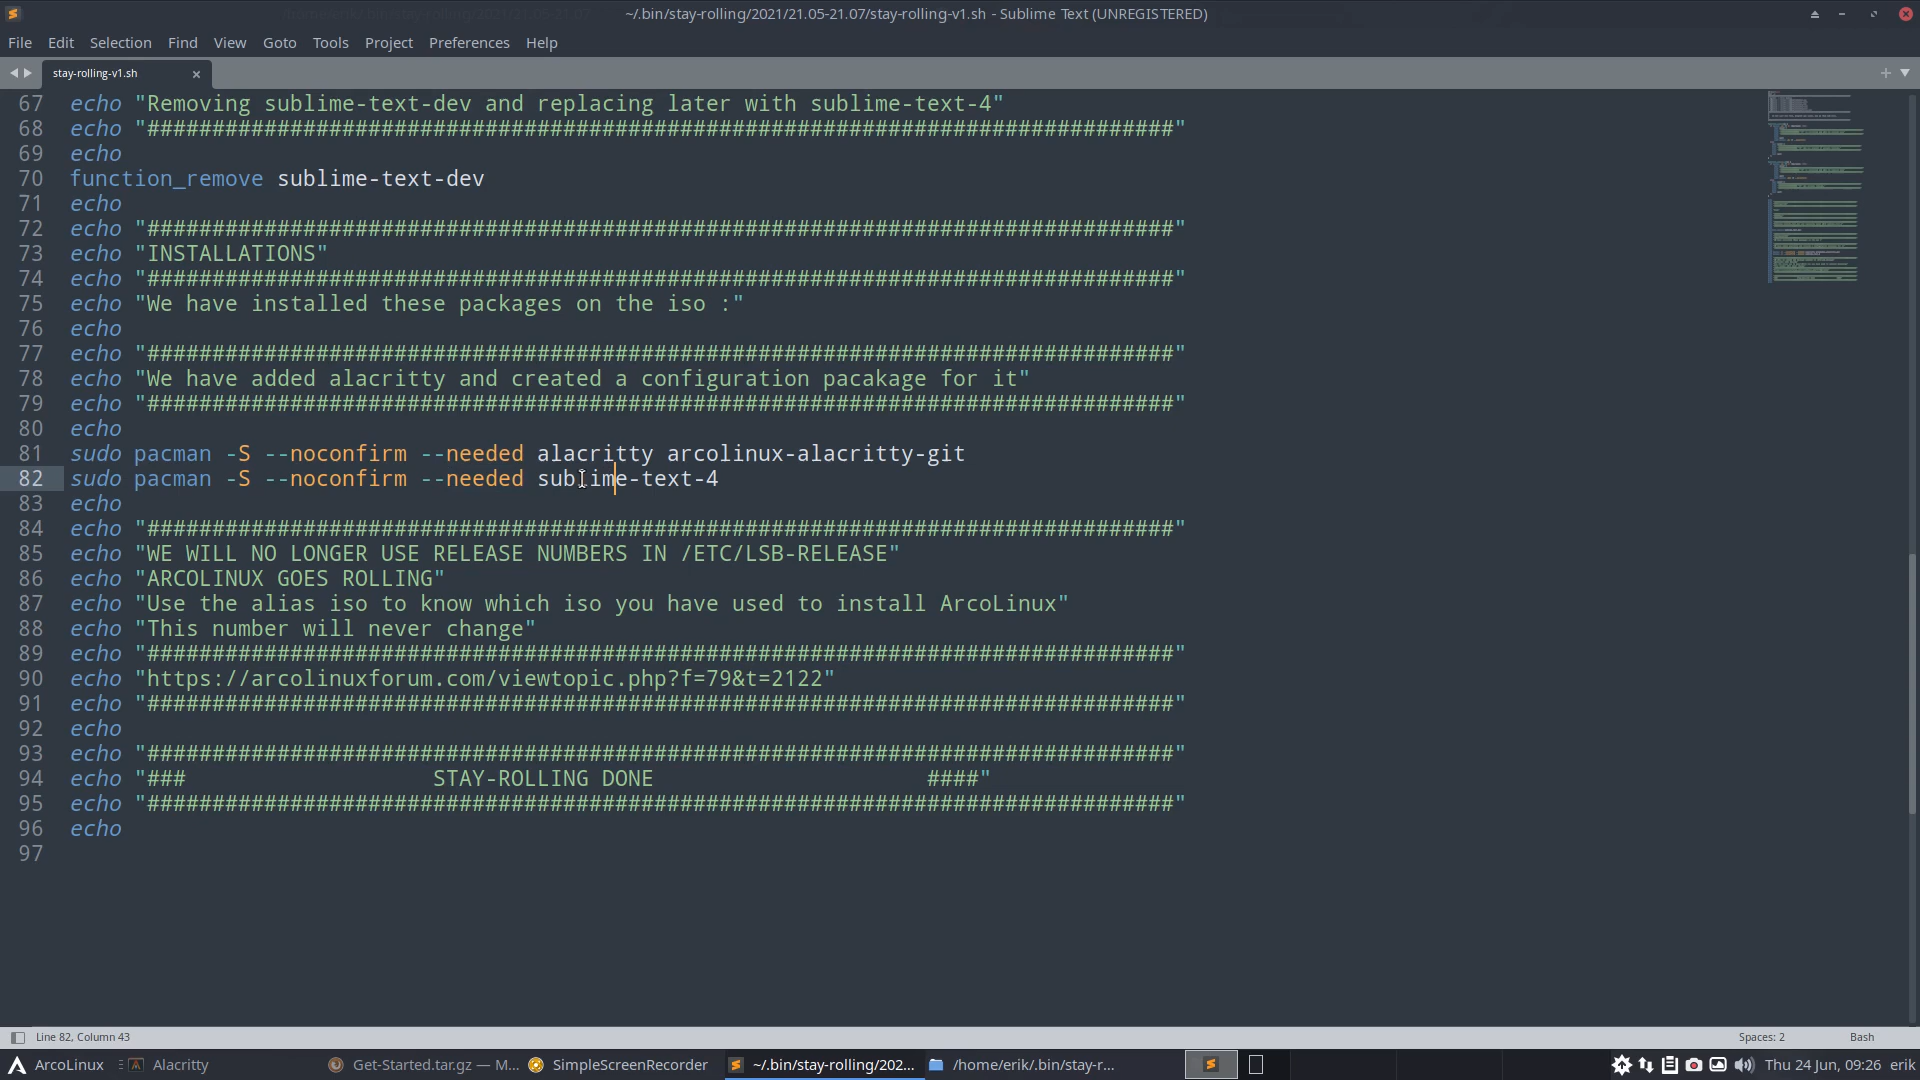 ~/.bin/stay-rolling/2021/21.05-21.07/stay-rolling-v1.sh - Sublime Text (UNREGISTERED)
File Edit Selection Find View Goto Tools Project Preferences Help
stay-rolling-v1.sh
67 echo "Removing sublime-text-dev and replacing later with sublime-text-4"
68 echo "###############################################################################"
69 echo
70 function_remove sublime-text-dev
71 echo
72 echo "###############################################################################"
73 echo "INSTALLATIONS"
74 echo "###############################################################################"
75 echo "We have installed these packages on the iso :"
76 echo
77 echo "###############################################################################"
78 echo "We have added alacritty and created a configuration pacakage for it"
79 echo "###############################################################################"
80 echo
81 sudo pacman -S --noconfirm --needed alacritty arcolinux-alacritty-git
82 sudo pacman -S --noconfirm --needed sublime-text-4
83 echo
84 echo "###############################################################################"
85 echo "WE WILL NO LONGER USE RELEASE NUMBERS IN /ETC/LSB-RELEASE"
86 echo "ARCOLINUX GOES ROLLING"
87 echo "Use the alias iso to know which iso you have used to install ArcoLinux"
88 echo "This number will never change"
89 echo "###############################################################################"
90 echo "https://arcolinuxforum.com/viewtopic.php?f=79&t=2122"
91 echo "###############################################################################"
92 echo
93 echo "###############################################################################"
94 echo "###                   STAY-ROLLING DONE                     ####"
95 echo "###############################################################################"
96 echo
97
Line 82, Column 43 Spaces: 2 Bash
ArcoLinux Alacritty Get-Started.tar.gz — M... SimpleScreenRecorder ~/.bin/stay-rolling/202... /home/erik/.bin/stay-r... Thu 24 Jun, 09:26 erik